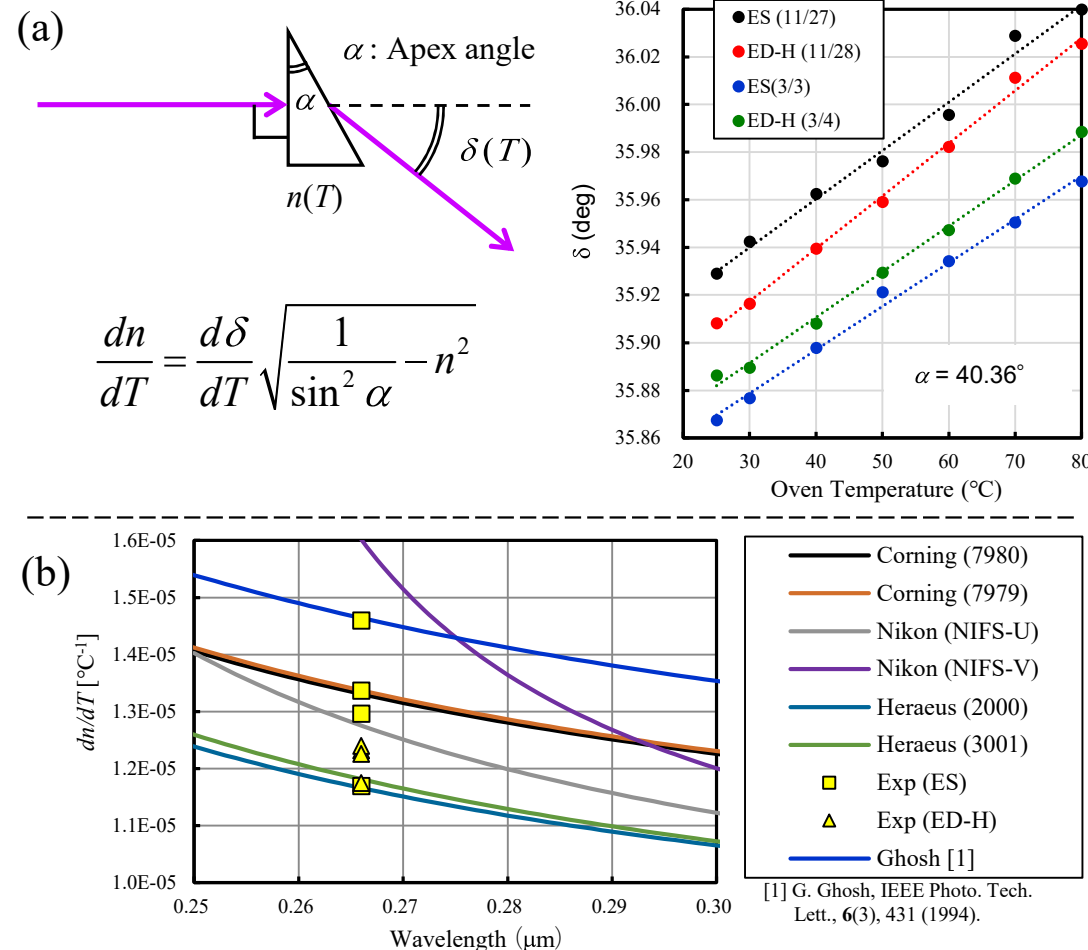 (a)
α : Apex angle
α
δ(T)
n(T)
dn/dT = dδ/dT √(1/sin² α − n²)
ES (11/27)
ED-H (11/28)
ES(3/3)
ED-H (3/4)
36.04
36.02
36.00
35.98
35.96
35.94
35.92
35.90
35.88
35.86
δ (deg)
α = 40.36°
20 30 40 50 60 70 80
Oven Temperature (℃)
(b)
1.6E-05
1.5E-05
1.4E-05
1.3E-05
1.2E-05
1.1E-05
1.0E-05
dn/dT [℃⁻¹]
0.25 0.26 0.27 0.28 0.29 0.30
Wavelength (μm)
Corning (7980)
Corning (7979)
Nikon (NIFS-U)
Nikon (NIFS-V)
Heraeus (2000)
Heraeus (3001)
Exp (ES)
Exp (ED-H)
Ghosh [1]
[1] G. Ghosh, IEEE Photo. Tech.
Lett., 6(3), 431 (1994).